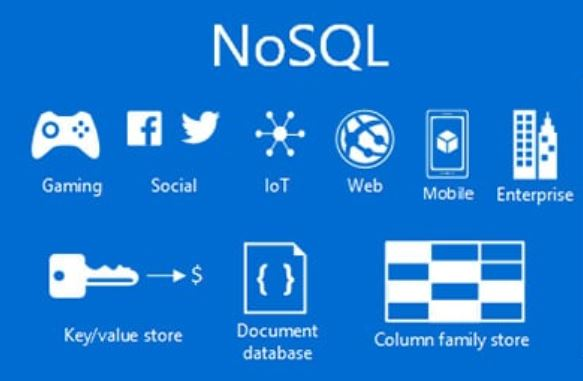 NoSQL
Gaming
Social
IoT
Web
Mobile
Enterprise
$
{ }
Key/value store
Document
database
Column family store